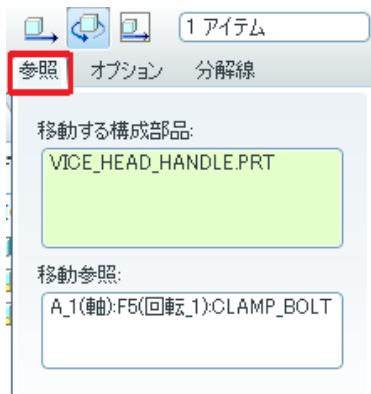 1 アイテム
参照 オプション 分解線
移動する構成部品:
VICE_HEAD_HANDLE.PRT
移動参照:
A_1(軸):F5(回転_1):CLAMP_BOLT